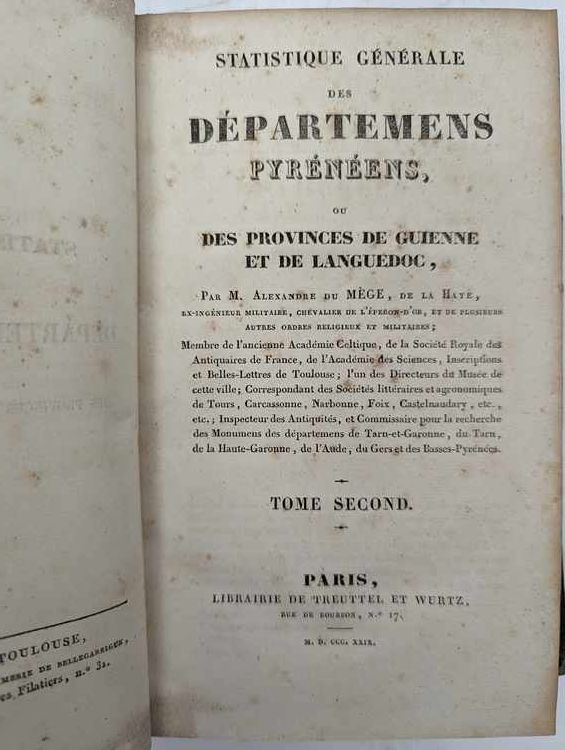 STATISTIQUE GÉNÉRALE
DES
DÉPARTEMENS
PYRÉNÉENS,
OU
DES PROVINCES DE GUIENNE
ET DE LANGUEDOC,
PAR M. ALEXANDRE DU MÈGE, DE LA HAYE,
EX-INGÉNIEUR MILITAIRE, CHEVALIER DE L'ÉPERON-D'OR, ET DE PLUSIEURS
AUTRES ORDRES RELIGIEUX ET MILITAIRES;
Membre de l'ancienne Académie Celtique, de la Société Royale des
Antiquaires de France, de l'Académie des Sciences, Inscriptions
et Belles-Lettres de Toulouse; l'un des Directeurs du Musée de
cette ville; Correspondant des Sociétés littéraires et agronomiques
de Tours, Carcassonne, Narbonne, Foix, Castelnaudary, etc.,
etc.; Inspecteur des Antiquités, et Commissaire pour la recherche
des Monumens des départemens de Tarn-et-Garonne, du Tarn,
de la Haute-Garonne, de l'Aude, du Gers et des Basses-Pyrénées.
TOME SECOND.
PARIS,
LIBRAIRIE DE TREUTTEL ET WURTZ,
RUE DE BOURBON, N.º 17.
M. D. CCC. XXIX.
TOULOUSE,
DE BELLEGARRIGUE,
Filatiers, n.º 31.